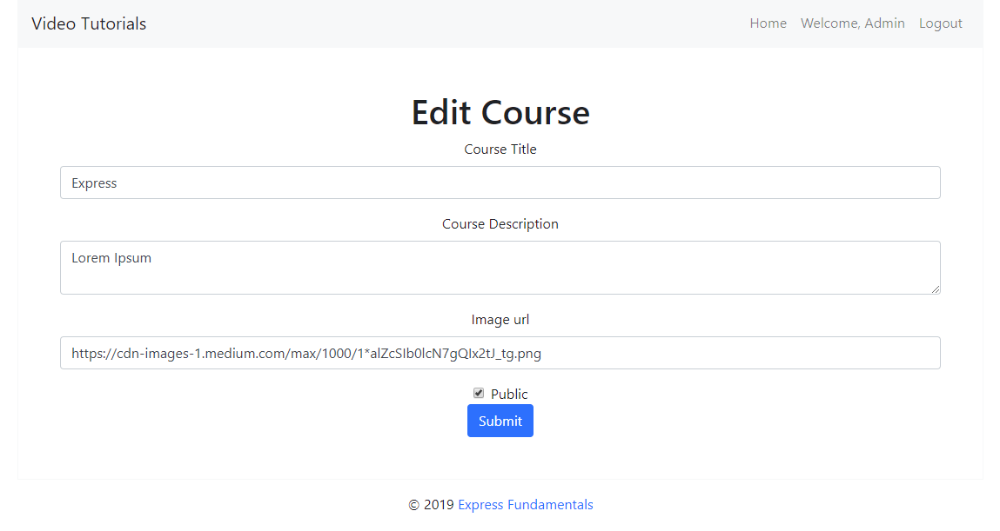 Video Tutorials Home Welcome, Admin Logout
Edit Course
Course Title
Express
Course Description
Lorem Ipsum
Image url
https://cdn-images-1.medium.com/max/1000/1*alZcSIb0lcN7gQIx2tJ_tg.png
Public
Submit
© 2019 Express Fundamentals